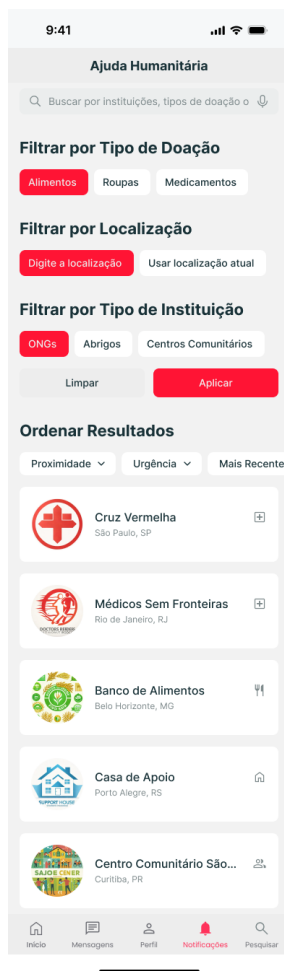 9:41
Ajuda Humanitária
Buscar por instituições, tipos de doação o
Filtrar por Tipo de Doação
Alimentos Roupas Medicamentos
Filtrar por Localização
Digite a localização Usar localização atual
Filtrar por Tipo de Instituição
ONGs Abrigos Centros Comunitários
Limpar Aplicar
Ordenar Resultados
Proximidade Urgência Mais Recente
Cruz Vermelha
São Paulo, SP
Médicos Sem Fronteiras
Rio de Janeiro, RJ
Banco de Alimentos
Belo Horizonte, MG
SUPPORT HOUSE
Casa de Apoio
Porto Alegre, RS
SAJOE CENER
Centro Comunitário São...
Curitiba, PR
Início Mensagens Perfil Notificações Pesquisar